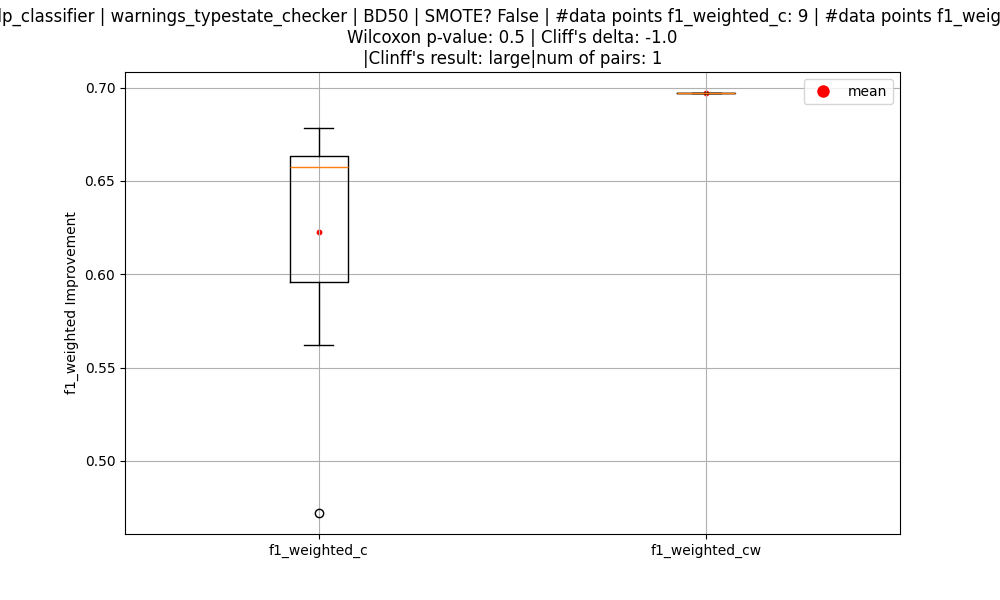 lp_classifier | warnings_typestate_checker | BD50 | SMOTE? False | #data points f1_weighted_c: 9 | #data points f1_weig
Wilcoxon p-value: 0.5 | Cliff's delta: -1.0
|Clinff's result: large|num of pairs: 1
mean
0.70
0.65
0.60
0.55
0.50
f1_weighted Improvement
f1_weighted_c
f1_weighted_cw